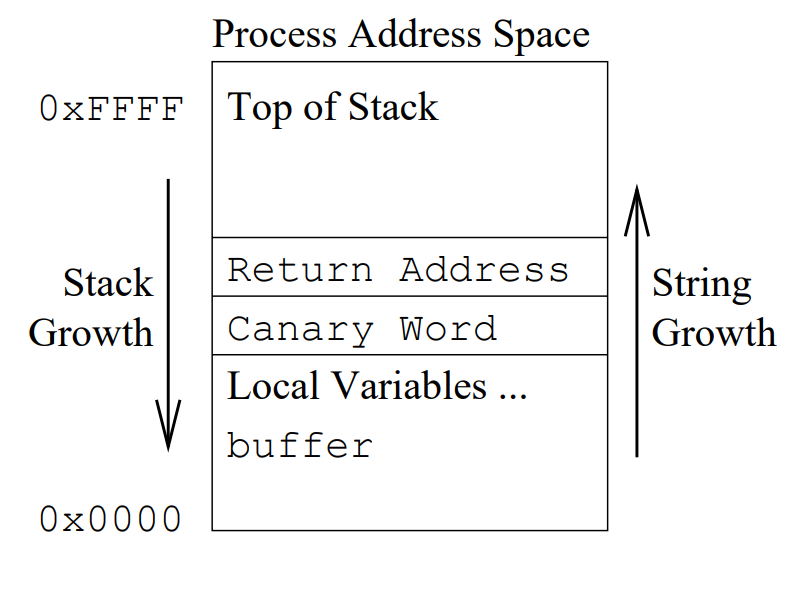 Process Address Space
0xFFFF
Top of Stack
Return Address
Stack
Growth
Canary Word
String
Growth
Local Variables ...
buffer
0x0000